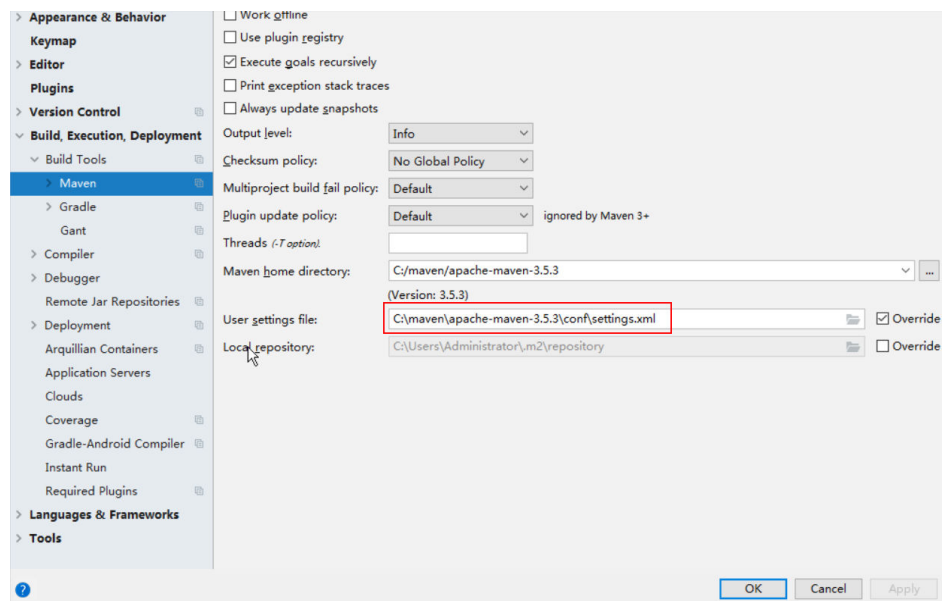 Appearance & Behavior
Keymap
Editor
Plugins
Version Control
Build, Execution, Deployment
Build Tools
Maven
Gradle
Gant
Compiler
Debugger
Remote Jar Repositories
Deployment
Arquillian Containers
Application Servers
Clouds
Coverage
Gradle-Android Compiler
Instant Run
Required Plugins
Languages & Frameworks
Tools
Work offline
Use plugin registry
Execute goals recursively
Print exception stack traces
Always update snapshots
Output level: Info
Checksum policy: No Global Policy
Multiproject build fail policy: Default
Plugin update policy: Default ignored by Maven 3+
Threads (-T option).
Maven home directory: C:/maven/apache-maven-3.5.3 ...
(Version: 3.5.3)
User settings file: C:\maven\apache-maven-3.5.3\conf\settings.xml Override
Local repository: C:\Users\Administrator\.m2\repository Override
? OK Cancel Apply